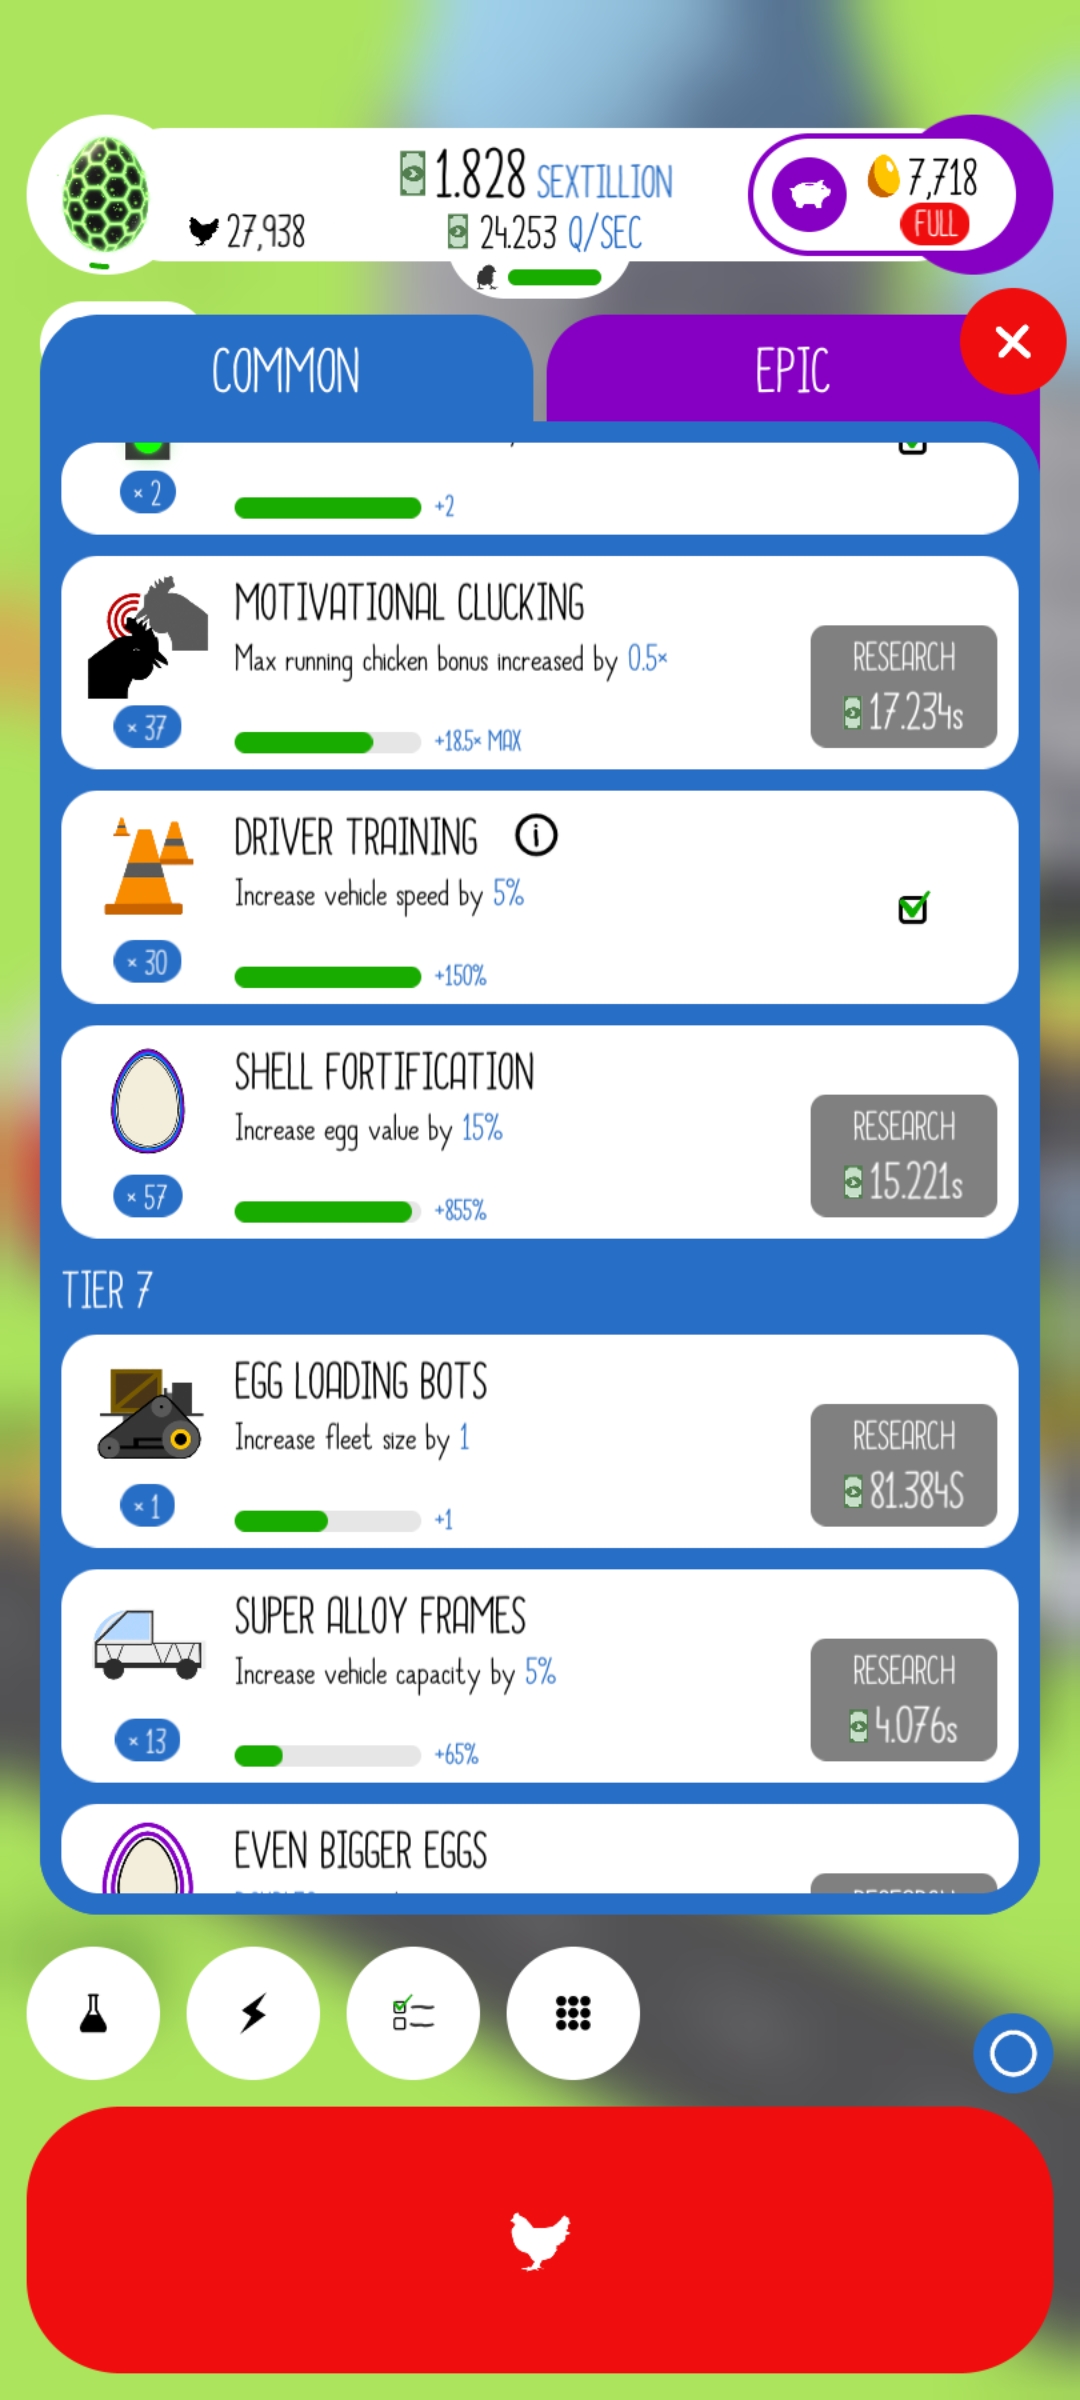 1.828 SEXTILLION
7,718
27,938
24.253 Q/SEC
FULL
COMMON
EPIC
× 2
+2
MOTIVATIONAL CLUCKING
Max running chicken bonus increased by 0.5×
RESEARCH
17.234s
× 37
+18.5× MAX
DRIVER TRAINING
i
Increase vehicle speed by 5%
× 30
+150%
SHELL FORTIFICATION
Increase egg value by 15%
RESEARCH
15.221s
× 57
+855%
TIER 7
EGG LOADING BOTS
Increase fleet size by 1
RESEARCH
81.384S
× 1
+1
SUPER ALLOY FRAMES
Increase vehicle capacity by 5%
RESEARCH
4.076s
× 13
+65%
EVEN BIGGER EGGS